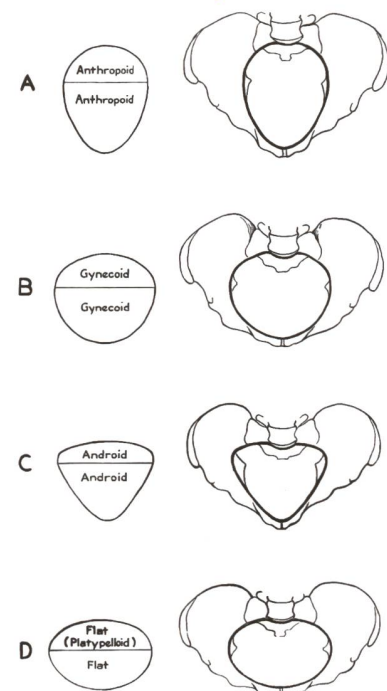 A
Anthropoid
Anthropoid
B
Gynecoid
Gynecoid
C
Android
Android
D
Flat
(Platypelloid)
Flat